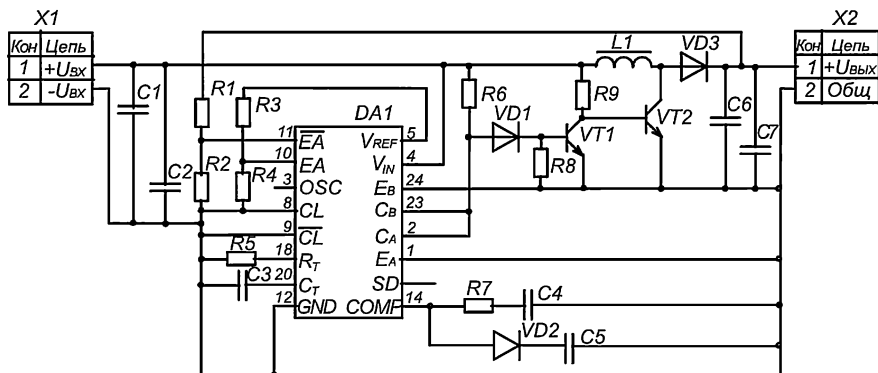 X1
Кон Цепь
1 +Uвх
2 -Uвх
C1
C2
R1
R3
R2
R4
R5
C3
DA1
11 EA
10 EA
3 OSC
8 CL
9 CL
18 RT
20 CT
12 GND
VREF 5
VIN 4
EB 24
CB 23
CA 2
EA 1
SD
COMP 14
R6
VD1
R8
R9
VT1
L1
VT2
VD3
C6
C7
R7
C4
VD2
C5
X2
Кон Цепь
1 +Uвых
2 Общ